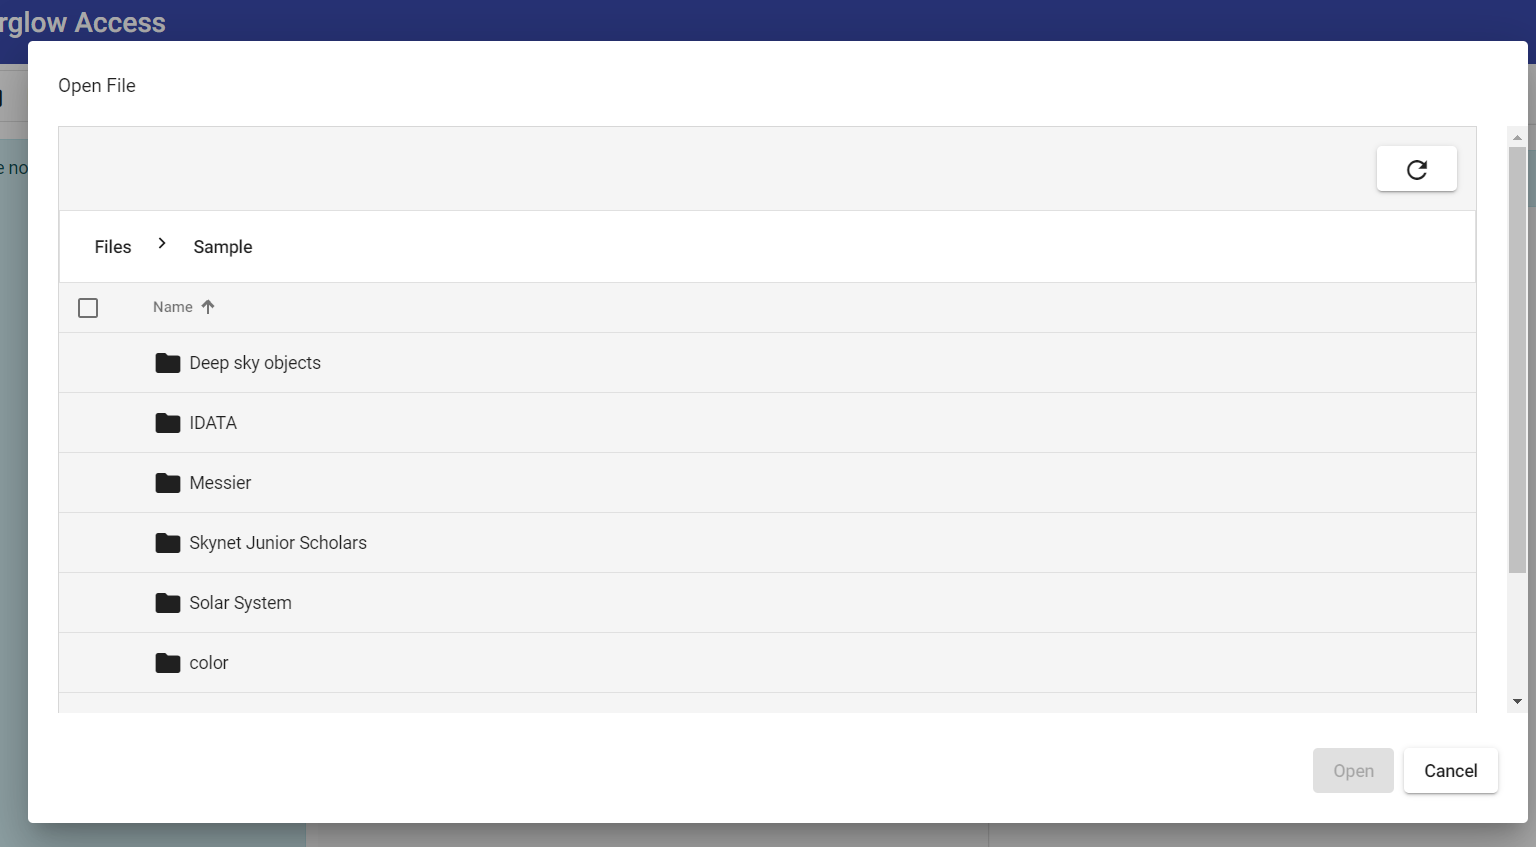 rglow Access
Open File
e no
Files > Sample
Name
Deep sky objects
IDATA
Messier
Skynet Junior Scholars
Solar System
color
Open Cancel